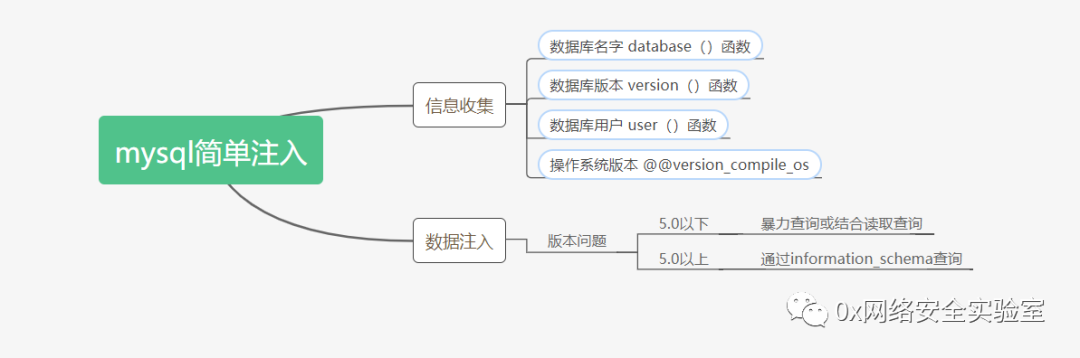 mysql简单注入
信息收集
数据库名字 database（）函数
数据库版本 version（）函数
数据库用户 user（）函数
操作系统版本 @@version_compile_os
数据注入
版本问题
5.0以下 暴力查询或结合读取查询
5.0以上 通过information_schema查询
0x网络安全实验室